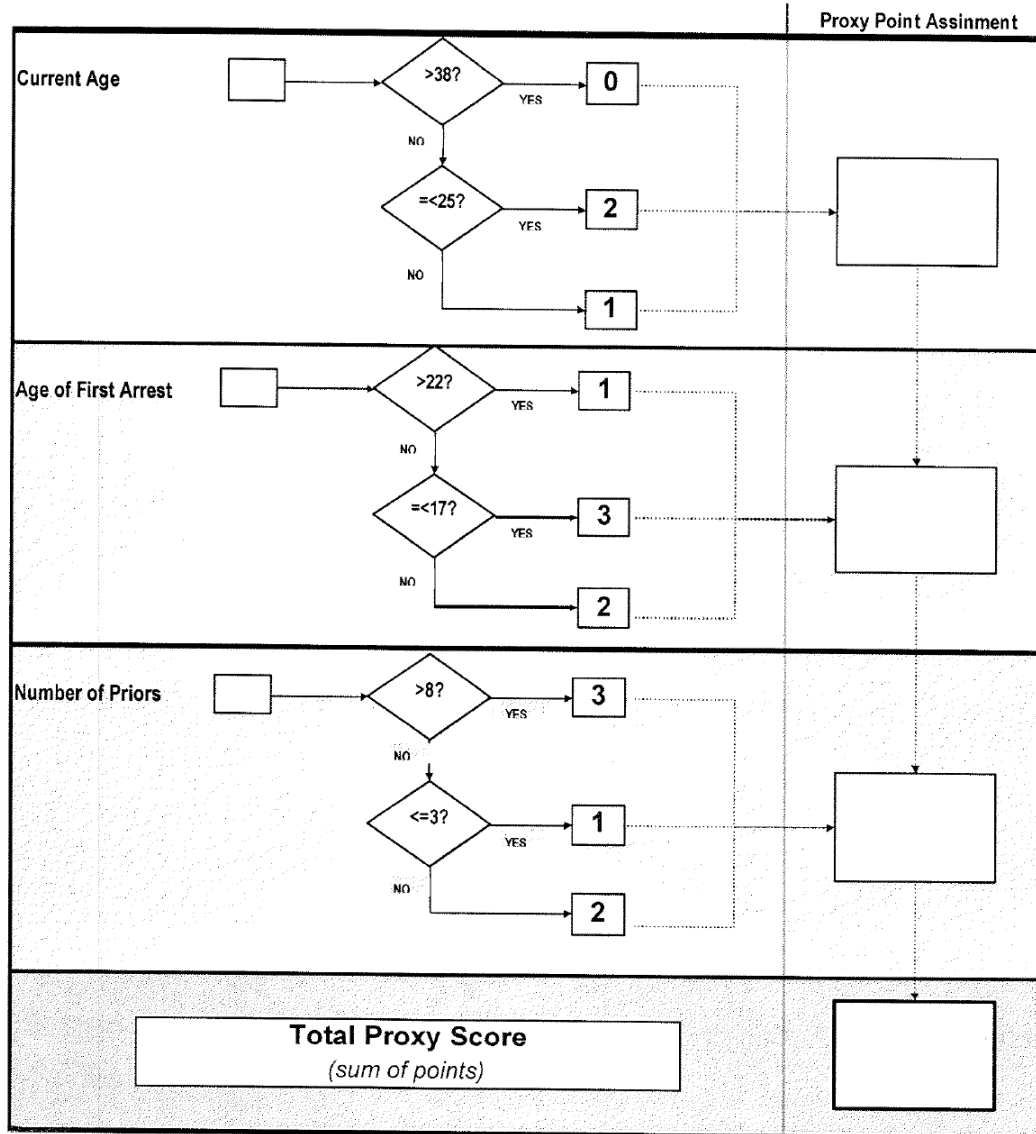 Proxy Point Assinment
Current Age
>38?
YES
0
NO
=<25?
YES
2
NO
1
Age of First Arrest
>22?
YES
1
NO
=<17?
YES
3
NO
2
Number of Priors
>8?
YES
3
NO
<=3?
YES
1
NO
2
Total Proxy Score
(sum of points)